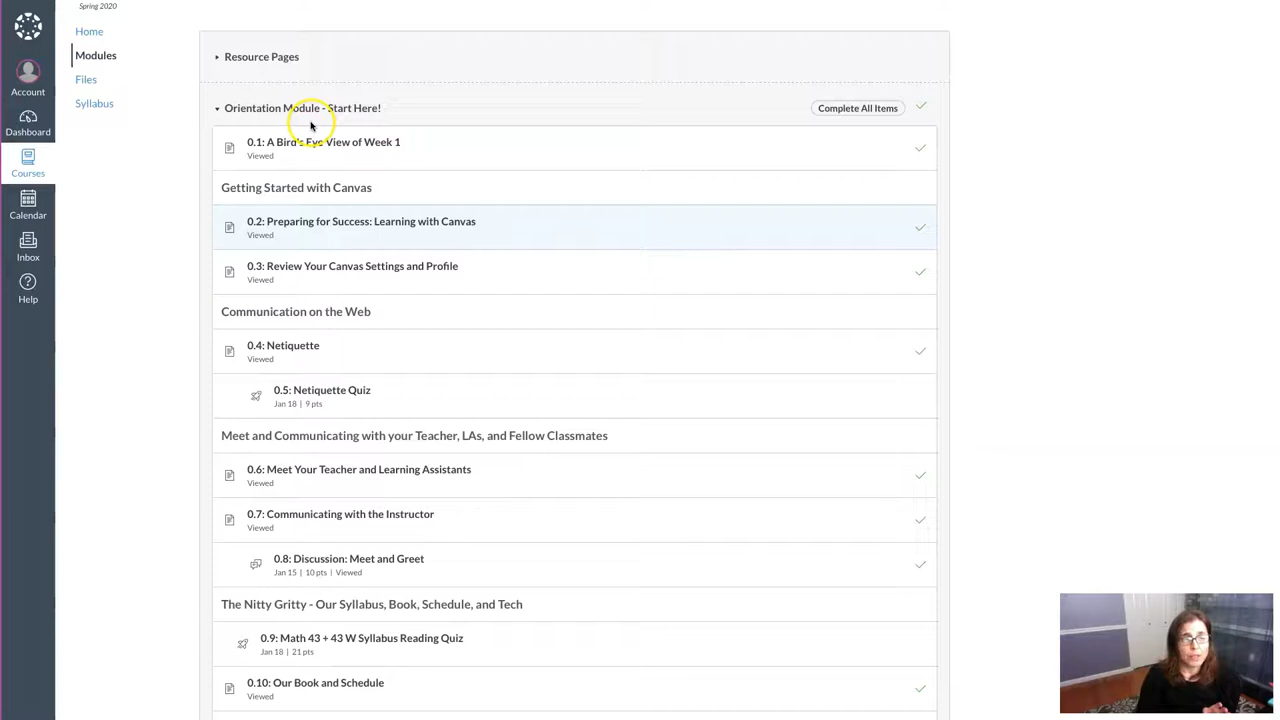 Spring 2020
Home
Modules
Files
Syllabus
Account
Dashboard
Courses
Calendar
Inbox
Help
Resource Pages
Orientation Module - Start Here!
Complete All Items
0.1: A Bird's Eye View of Week 1
Viewed
Getting Started with Canvas
0.2: Preparing for Success: Learning with Canvas
Viewed
0.3: Review Your Canvas Settings and Profile
Viewed
Communication on the Web
0.4: Netiquette
Viewed
0.5: Netiquette Quiz
Jan 18 | 9 pts
Meet and Communicating with your Teacher, LAs, and Fellow Classmates
0.6: Meet Your Teacher and Learning Assistants
Viewed
0.7: Communicating with the Instructor
Viewed
0.8: Discussion: Meet and Greet
Jan 15 | 10 pts | Viewed
The Nitty Gritty - Our Syllabus, Book, Schedule, and Tech
0.9: Math 43 + 43 W Syllabus Reading Quiz
Jan 18 | 21 pts
0.10: Our Book and Schedule
Viewed